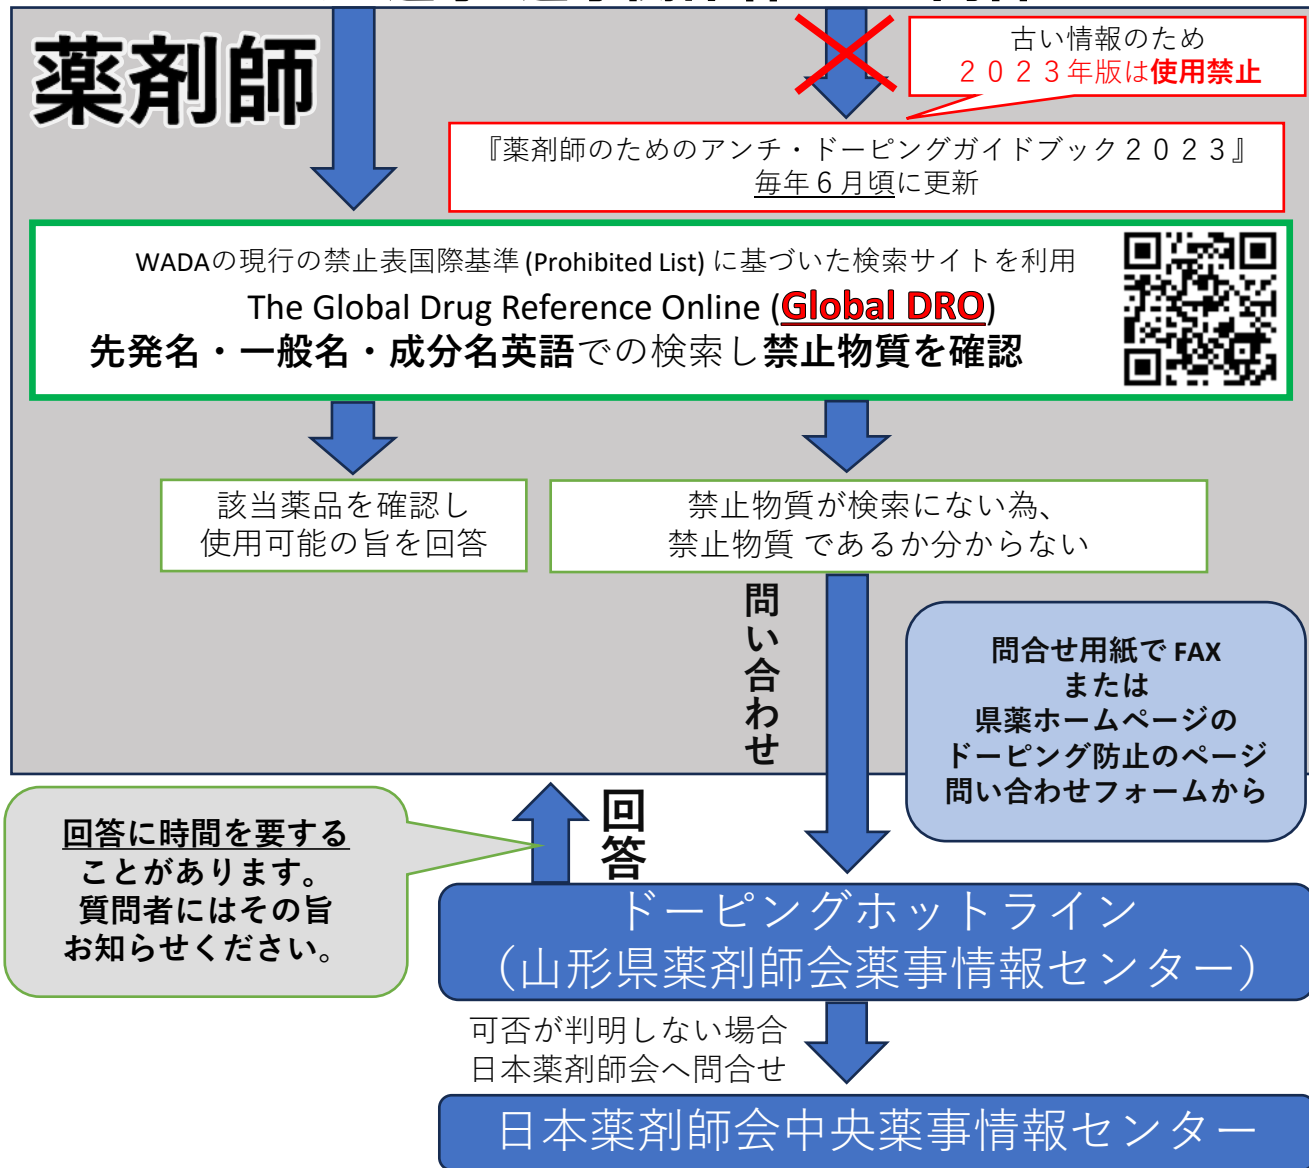 薬剤師
古い情報のため
２０２３年版は使用禁止
『薬剤師のためのアンチ・ドーピングガイドブック２０２３』
毎年６月頃に更新
WADAの現行の禁止表国際基準 (Prohibited List) に基づいた検索サイトを利用
The Global Drug Reference Online (Global DRO)
先発名・一般名・成分名英語での検索し禁止物質を確認
該当薬品を確認し
使用可能の旨を回答
禁止物質が検索にない為、
禁止物質 であるか分からない
問い合わせ
問合せ用紙で FAX
または
県薬ホームページの
ドーピング防止のページ
問い合わせフォームから
回答
回答に時間を要する
ことがあります。
質問者にはその旨
お知らせください。
ドーピングホットライン
（山形県薬剤師会薬事情報センター）
可否が判明しない場合
日本薬剤師会へ問合せ
日本薬剤師会中央薬事情報センター